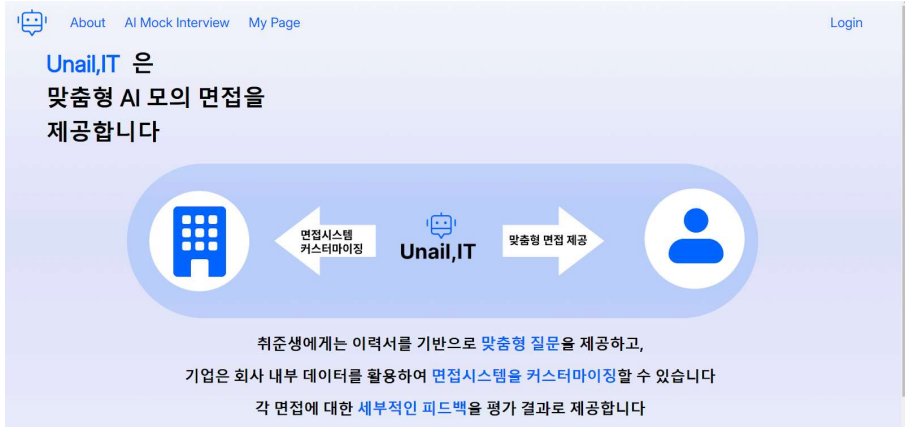 About AI Mock Interview My Page Login
Unail,IT 은
맞춤형 AI 모의 면접을
제공합니다
면접시스템
커스터마이징
Unail,IT
맞춤형 면접 제공
취준생에게는 이력서를 기반으로 맞춤형 질문을 제공하고,
기업은 회사 내부 데이터를 활용하여 면접시스템을 커스터마이징할 수 있습니다
각 면접에 대한 세부적인 피드백을 평가 결과로 제공합니다